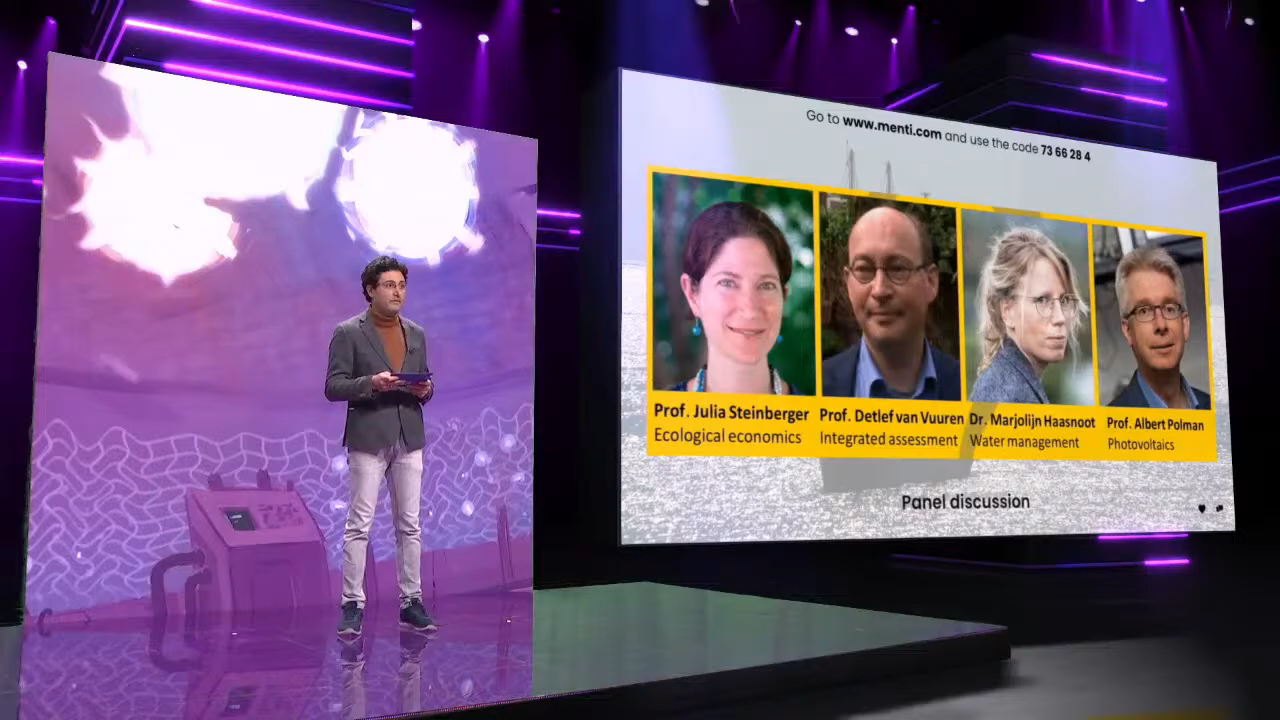 Go to www.menti.com and use the code 73 66 28 4
Prof. Julia Steinberger
Ecological economics
Prof. Detlef van Vuuren
Integrated assessment
Dr. Marjolijn Haasnoot
Water management
Prof. Albert Polman
Photovoltaics
Panel discussion